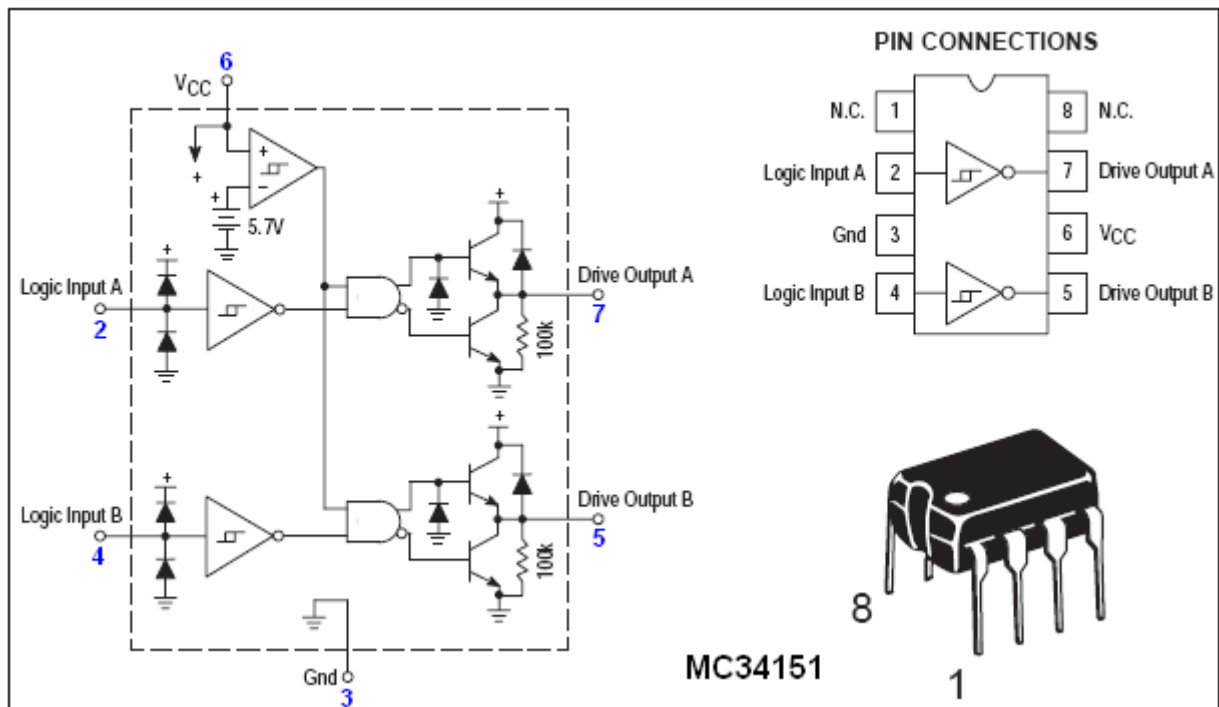 6
VCC
+
-
+
+
5.7V
+
Logic Input A
2
+
Drive Output A
7
100k
+
Logic Input B
4
+
Drive Output B
5
100k
Gnd
3
PIN CONNECTIONS
N.C. 1 8 N.C.
Logic Input A 2 7 Drive Output A
Gnd 3 6 VCC
Logic Input B 4 5 Drive Output B
8
MC34151
1